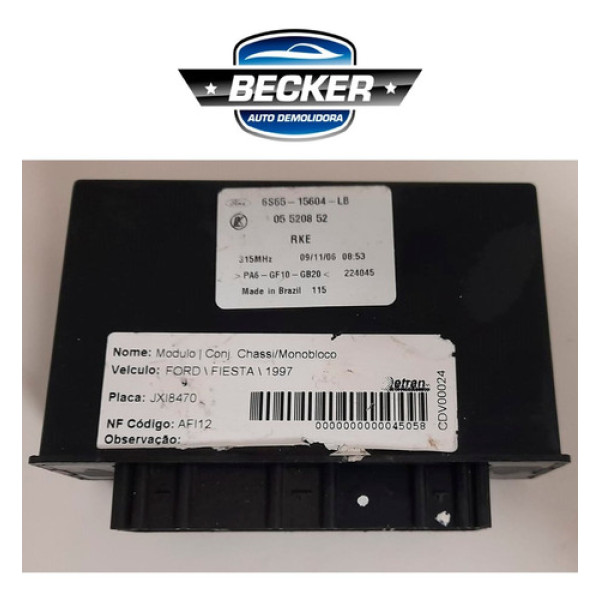 BECKER
AUTO DEMOLIDORA
Ford 6S65-15604-LB
05 5208 52
RKE
315MHz 09/11/06 08:53
>PA6-GF10-GB20< 224045
Made in Brazil 115
Nome: Modulo | Conj. Chassi/Monobloco
Veículo: FORD \ FIESTA \ 1997
Placa: JXI8470
Detran
NF Código: AFI12
0000000000045058
Observação:
CDV00024